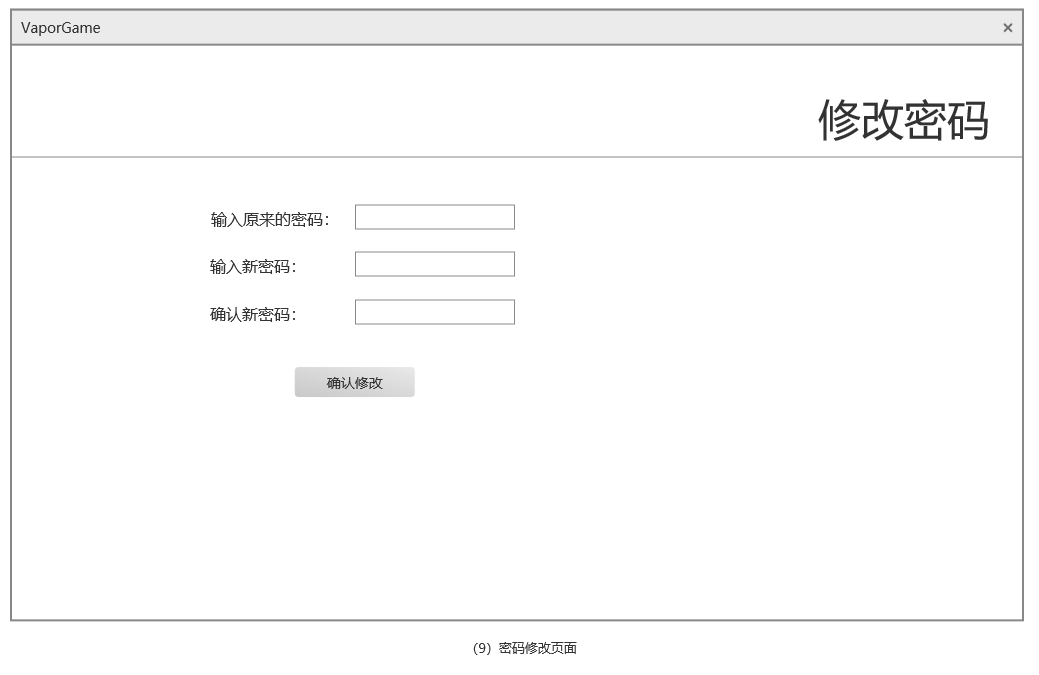 VaporGame ×
修改密码
输入原来的密码：
输入新密码：
确认新密码：
确认修改
（9）密码修改页面